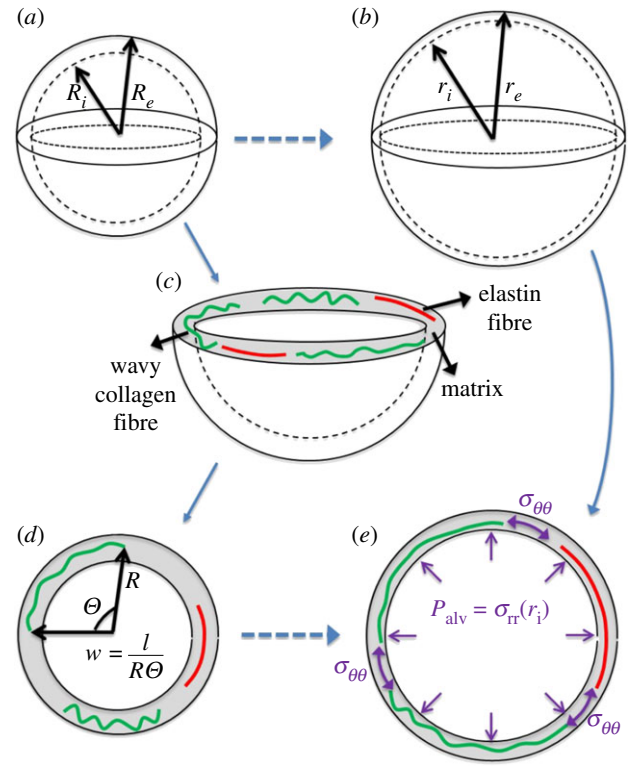 (a)
(b)
R_i
R_e
r_i
r_e
(c)
elastin
fibre
wavy
collagen
fibre
matrix
(d)
(e)
R
Θ
w = l / RΘ
σ_θθ
P_alv = σ_rr(r_i)
σ_θθ
σ_θθ